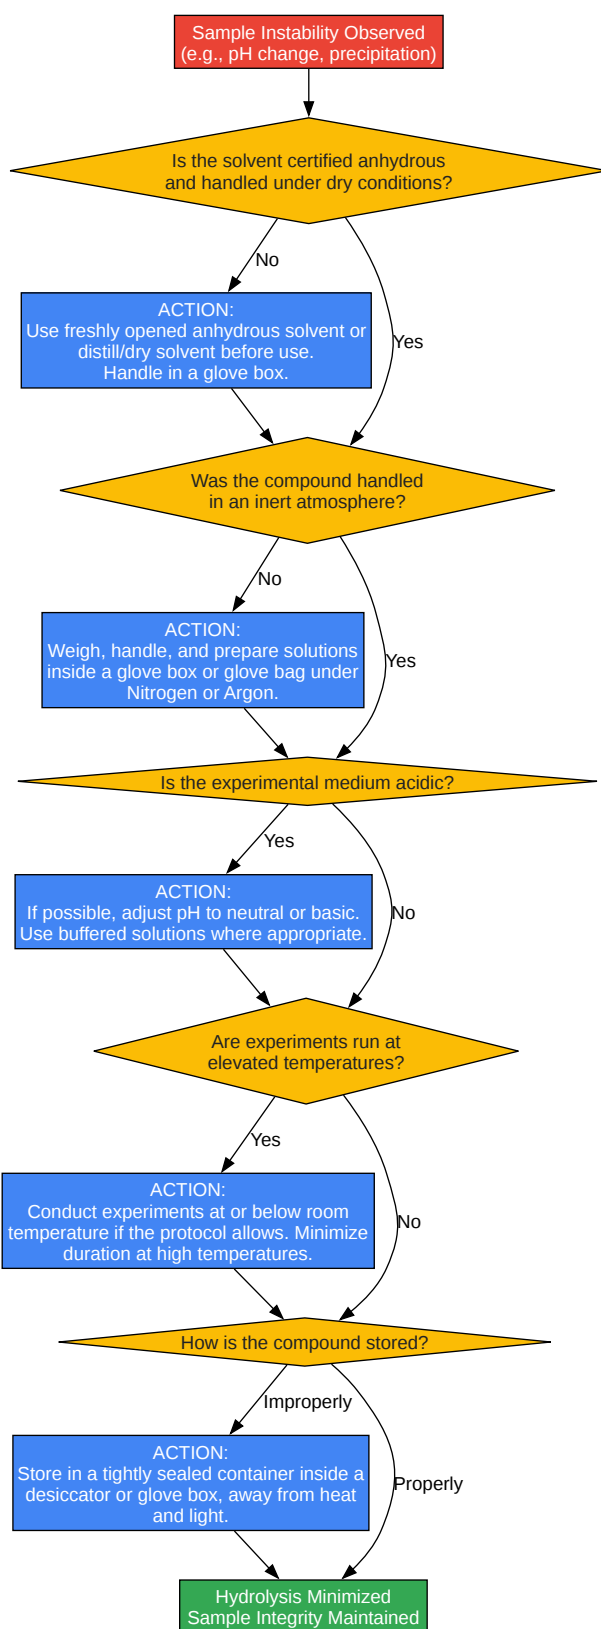 Sample Instability Observed
(e.g., pH change, precipitation)
Is the solvent certified anhydrous
and handled under dry conditions?
No
Yes
ACTION:
Use freshly opened anhydrous solvent or
distill/dry solvent before use.
Handle in a glove box.
Was the compound handled
in an inert atmosphere?
No
Yes
ACTION:
Weigh, handle, and prepare solutions
inside a glove box or glove bag under
Nitrogen or Argon.
Is the experimental medium acidic?
Yes
No
ACTION:
If possible, adjust pH to neutral or basic.
Use buffered solutions where appropriate.
Are experiments run at
elevated temperatures?
Yes
No
ACTION:
Conduct experiments at or below room
temperature if the protocol allows. Minimize
duration at high temperatures.
How is the compound stored?
Improperly
Properly
ACTION:
Store in a tightly sealed container inside a
desiccator or glove box, away from heat
and light.
Hydrolysis Minimized
Sample Integrity Maintained